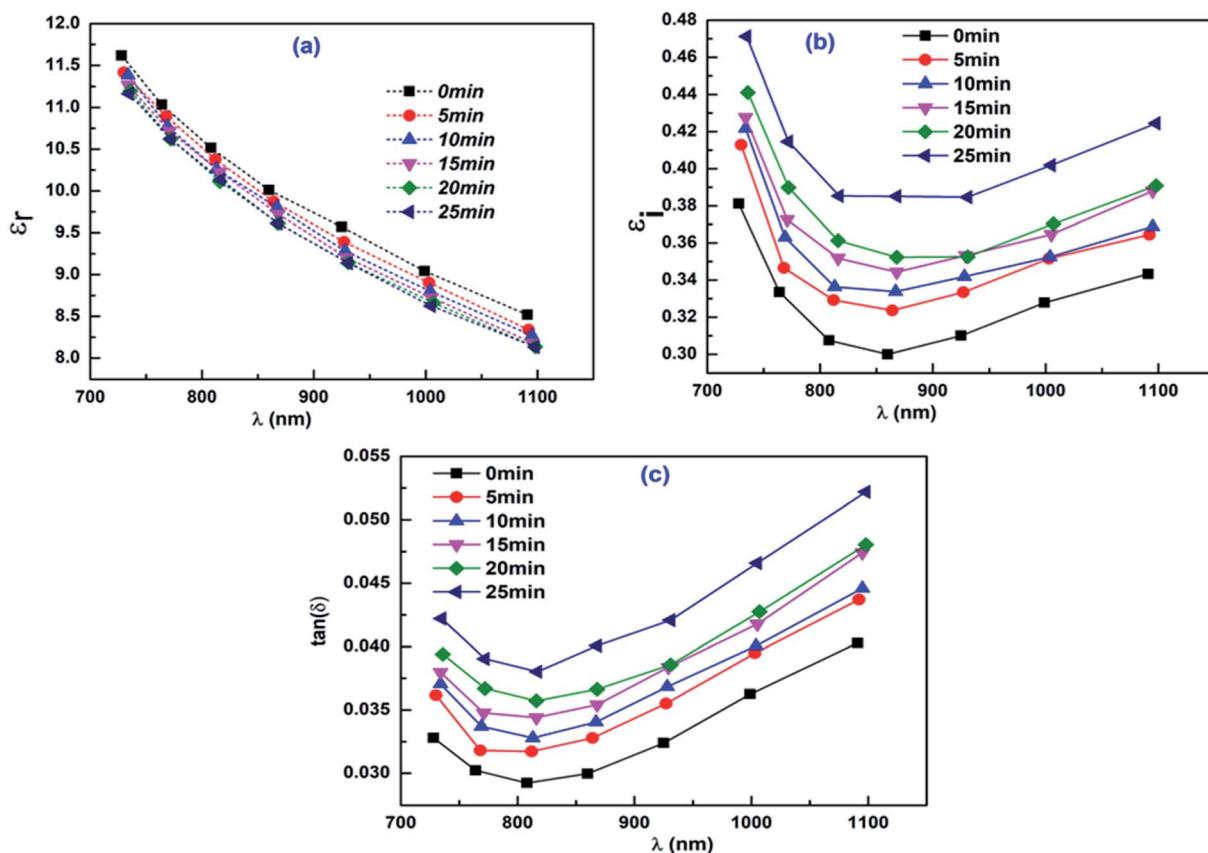 12.0
11.5
11.0
10.5
10.0
9.5
9.0
8.5
8.0
εr
(a)
0min
5min
10min
15min
20min
25min
700 800 900 1000 1100
λ (nm)
0.48
0.46
0.44
0.42
0.40
0.38
0.36
0.34
0.32
0.30
εi
(b)
0min
5min
10min
15min
20min
25min
700 800 900 1000 1100
λ (nm)
0.055
0.050
0.045
0.040
0.035
0.030
tan(δ)
(c)
0min
5min
10min
15min
20min
25min
700 800 900 1000 1100
λ (nm)